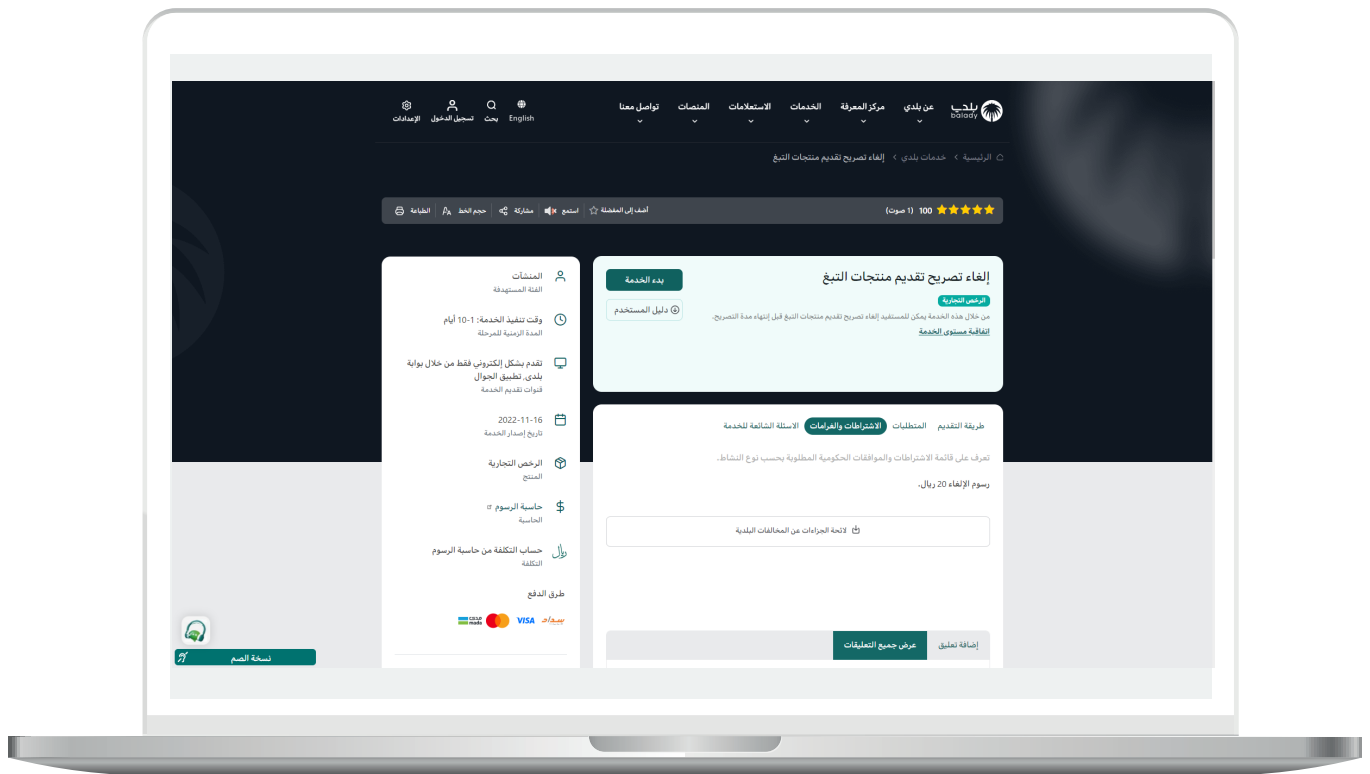 بلدي
balady
عن بلدي
مركز المعرفة
الخدمات
الاستعلامات
المنصات
تواصل معنا
English
بحث
تسجيل الدخول
الإعدادات
الرئيسية
خدمات بلدي
إلغاء تصريح تقديم منتجات التبغ
100 (1 صوت)
أضف إلى المفضلة
استمع
مشاركة
حجم الخط
الطباعة
إلغاء تصريح تقديم منتجات التبغ
الرخص التجارية
من خلال هذه الخدمة يمكن للمستفيد إلغاء تصريح تقديم منتجات التبغ قبل إنتهاء مدة التصريح.
اتفاقية مستوى الخدمة
بدء الخدمة
دليل المستخدم
طريقة التقديم
المتطلبات
الاشتراطات والغرامات
الاسئلة الشائعة للخدمة
تعرف على قائمة الاشتراطات والموافقات الحكومية المطلوبة بحسب نوع النشاط.
رسوم الإلغاء 20 ريال.
لائحة الجزاءات عن المخالفات البلدية
إضافة تعليق
عرض جميع التعليقات
المنشآت
الفئة المستهدفة
وقت تنفيذ الخدمة: 1-10 أيام
المدة الزمنية للمرحلة
تقدم بشكل إلكتروني فقط من خلال بوابة
بلدي, تطبيق الجوال
قنوات تقديم الخدمة
2022-11-16
تاريخ إصدار الخدمة
الرخص التجارية
المنتج
حاسبة الرسوم
الحاسبة
حساب التكلفة من حاسبة الرسوم
التكلفة
طرق الدفع
سداد
VISA
مدى
mada
نسخة الصم